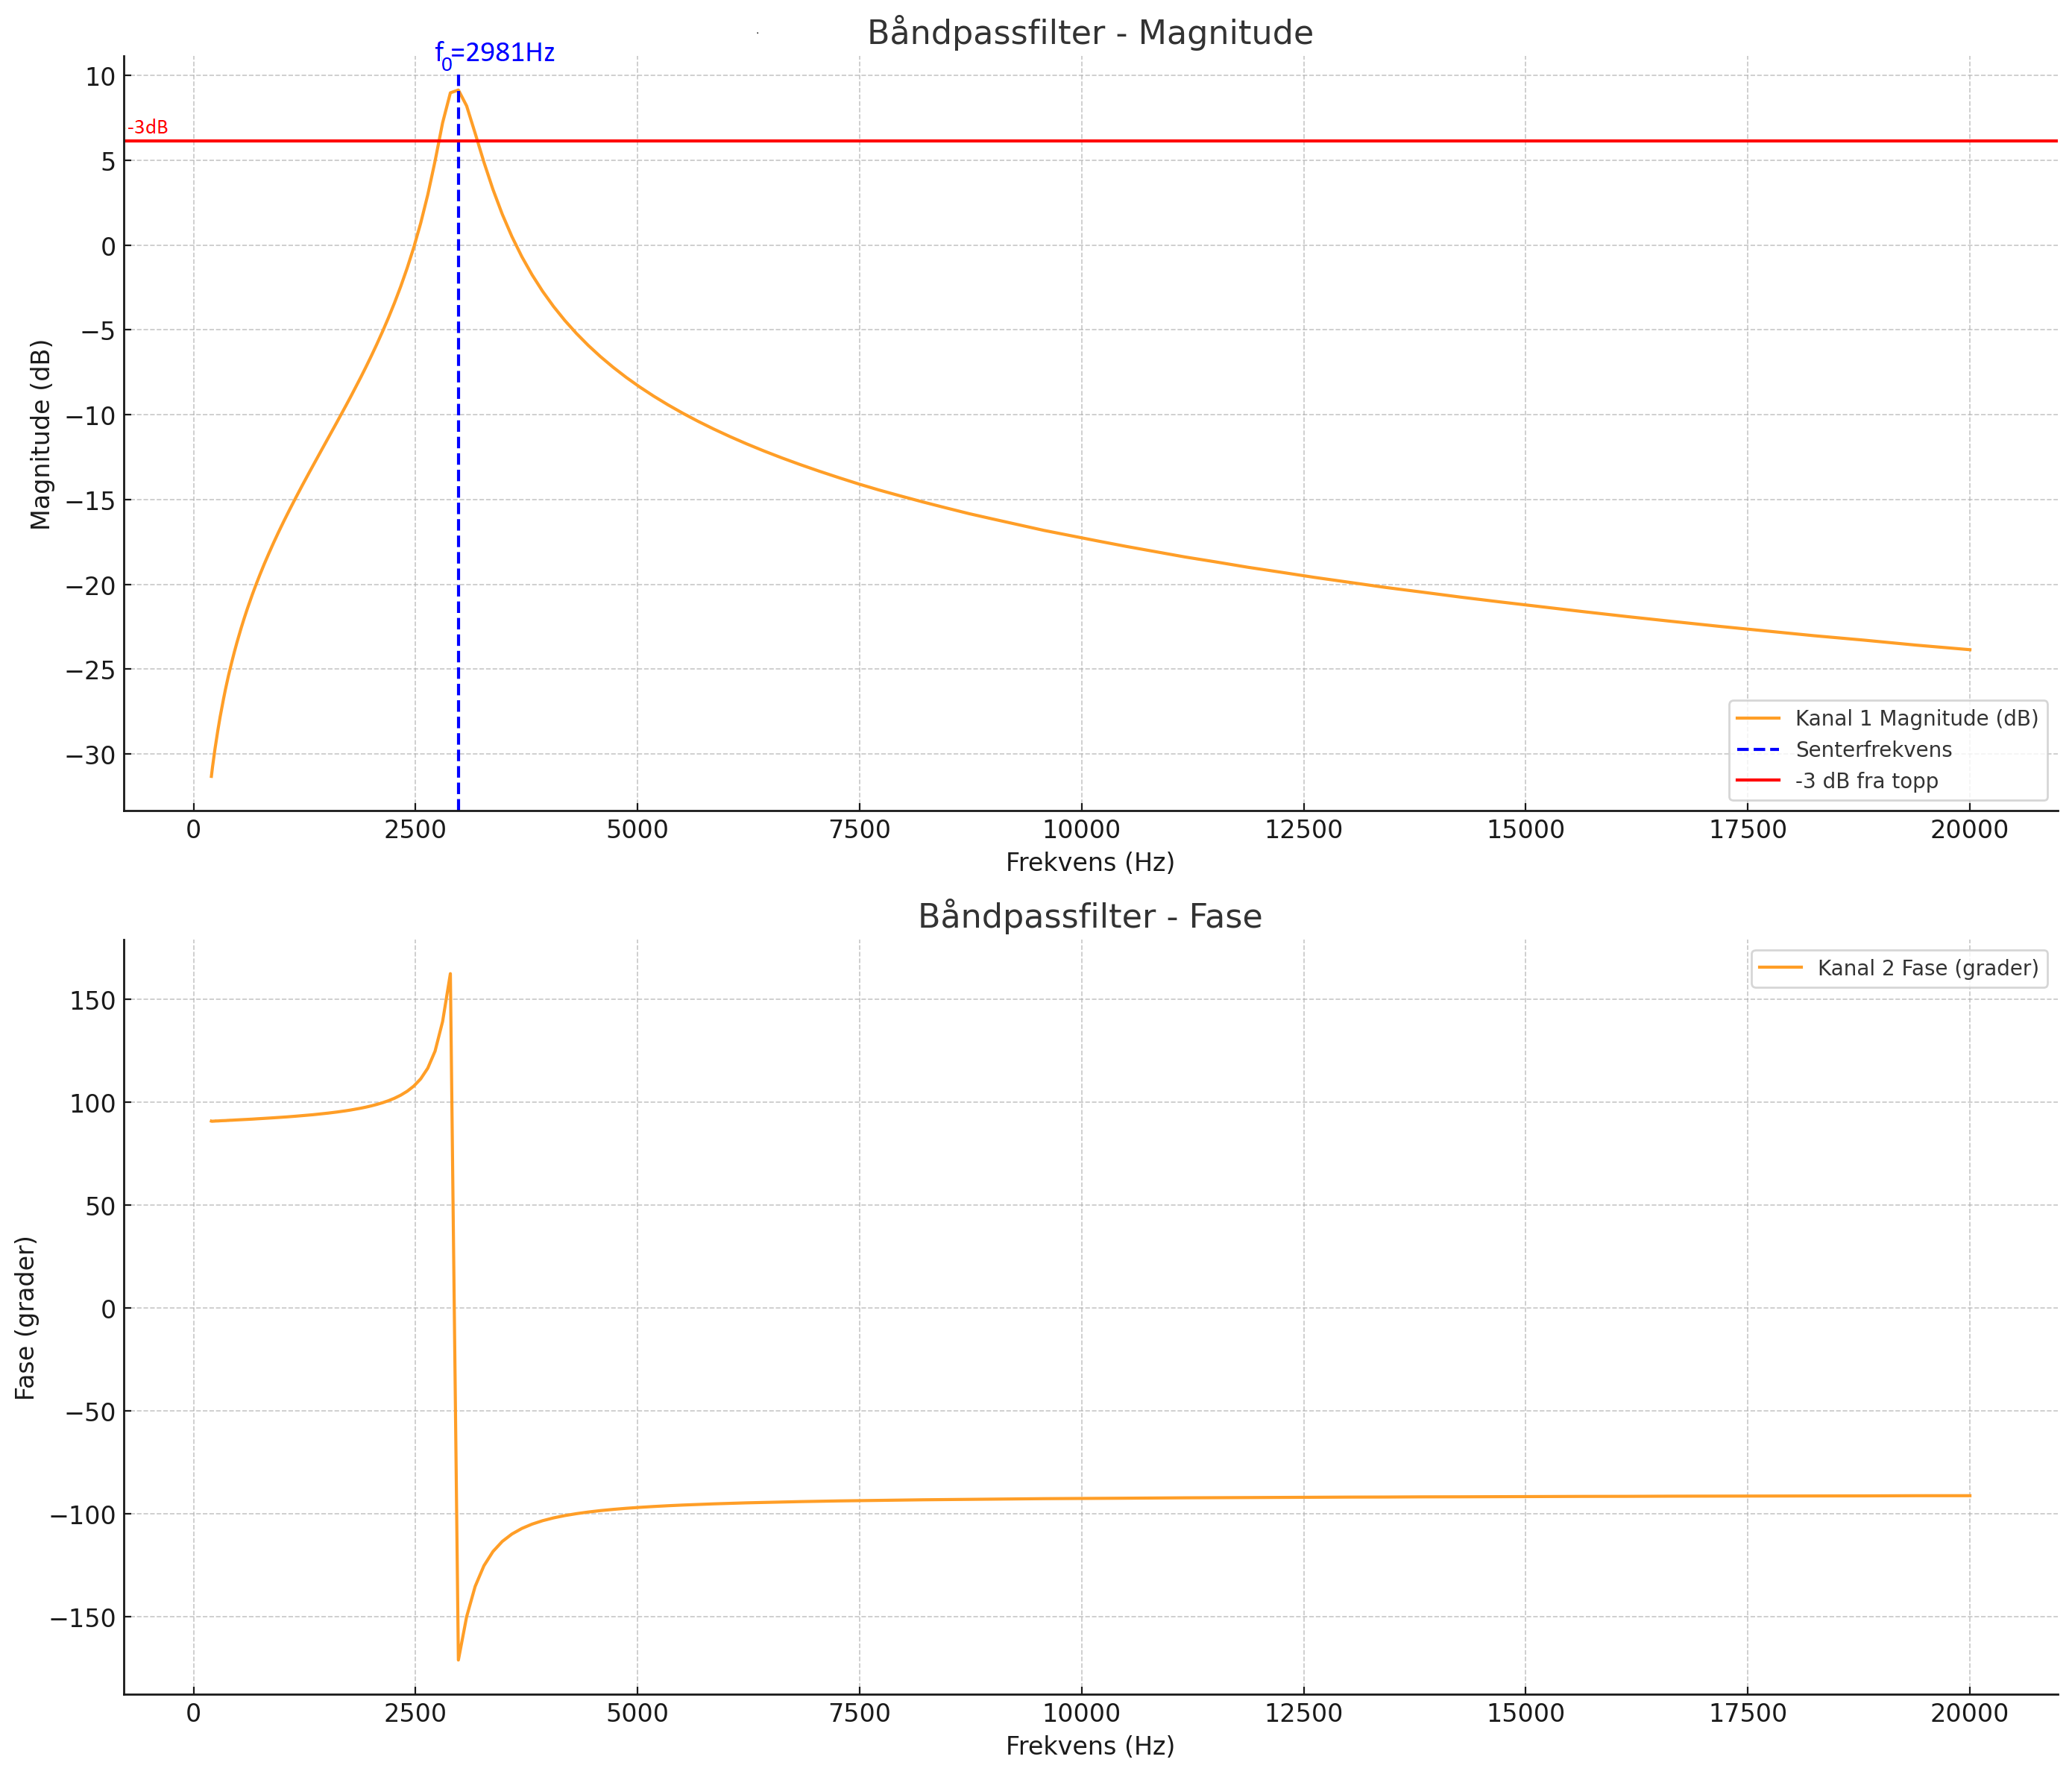 Båndpassfilter - Magnitude
f0=2981Hz
-3dB
10
5
0
−5
−10
−15
−20
−25
−30
Magnitude (dB)
Kanal 1 Magnitude (dB)
Senterfrekvens
-3 dB fra topp
0 2500 5000 7500 10000 12500 15000 17500 20000
Frekvens (Hz)
Båndpassfilter - Fase
Kanal 2 Fase (grader)
150
100
50
0
−50
−100
−150
Fase (grader)
0 2500 5000 7500 10000 12500 15000 17500 20000
Frekvens (Hz)